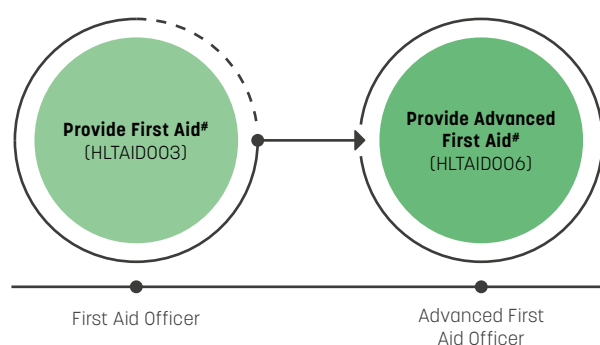 Provide First Aid#
(HLTAID003)
Provide Advanced
First Aid#
(HLTAID006)
First Aid Officer
Advanced First
Aid Officer